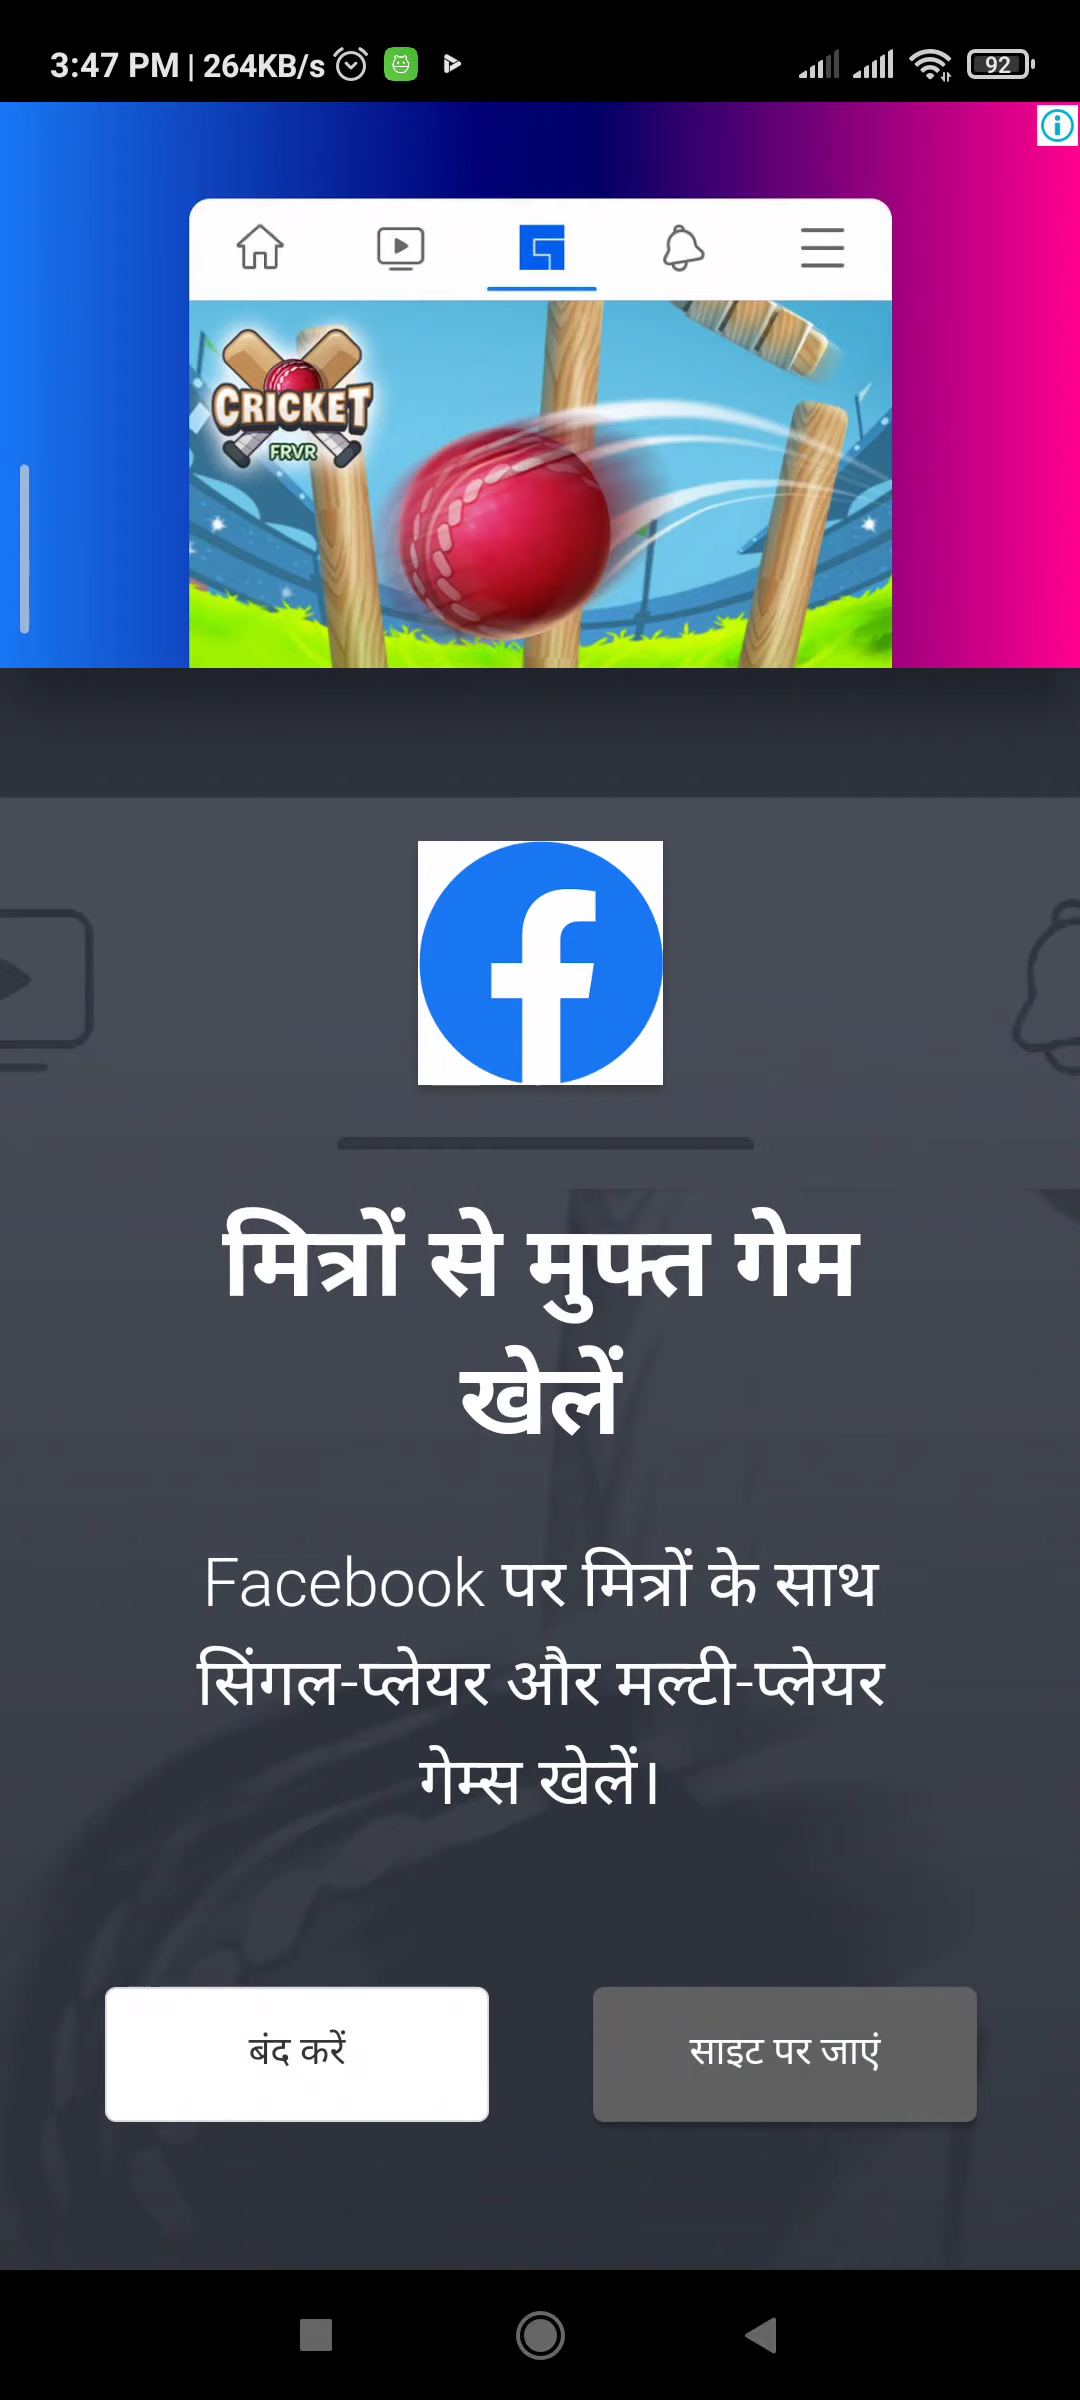 3:47 PM | 264KB/s
92
CRICKET
FRVR
मित्रों से मुफ्त गेम
खेलें
Facebook पर मित्रों के साथ
सिंगल-प्लेयर और मल्टी-प्लेयर
गेम्स खेलें।
बंद करें
साइट पर जाएं